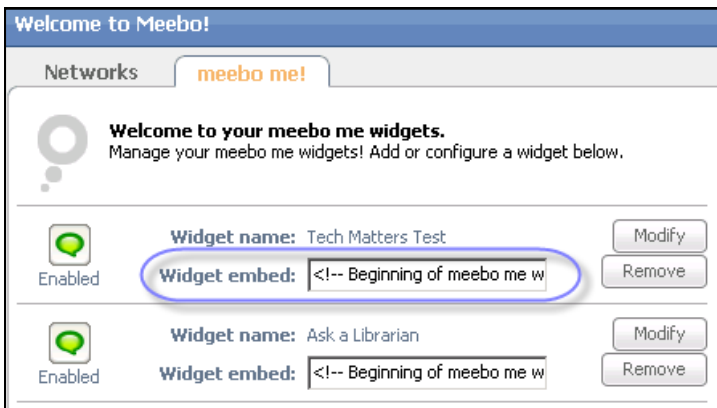 Welcome to Meebo!
Networks meebo me!
Welcome to your meebo me widgets.
Manage your meebo me widgets! Add or configure a widget below.
Widget name: Tech Matters Test Modify
Enabled Widget embed: <!-- Beginning of meebo me w Remove
Widget name: Ask a Librarian Modify
Enabled Widget embed: <!-- Beginning of meebo me w Remove